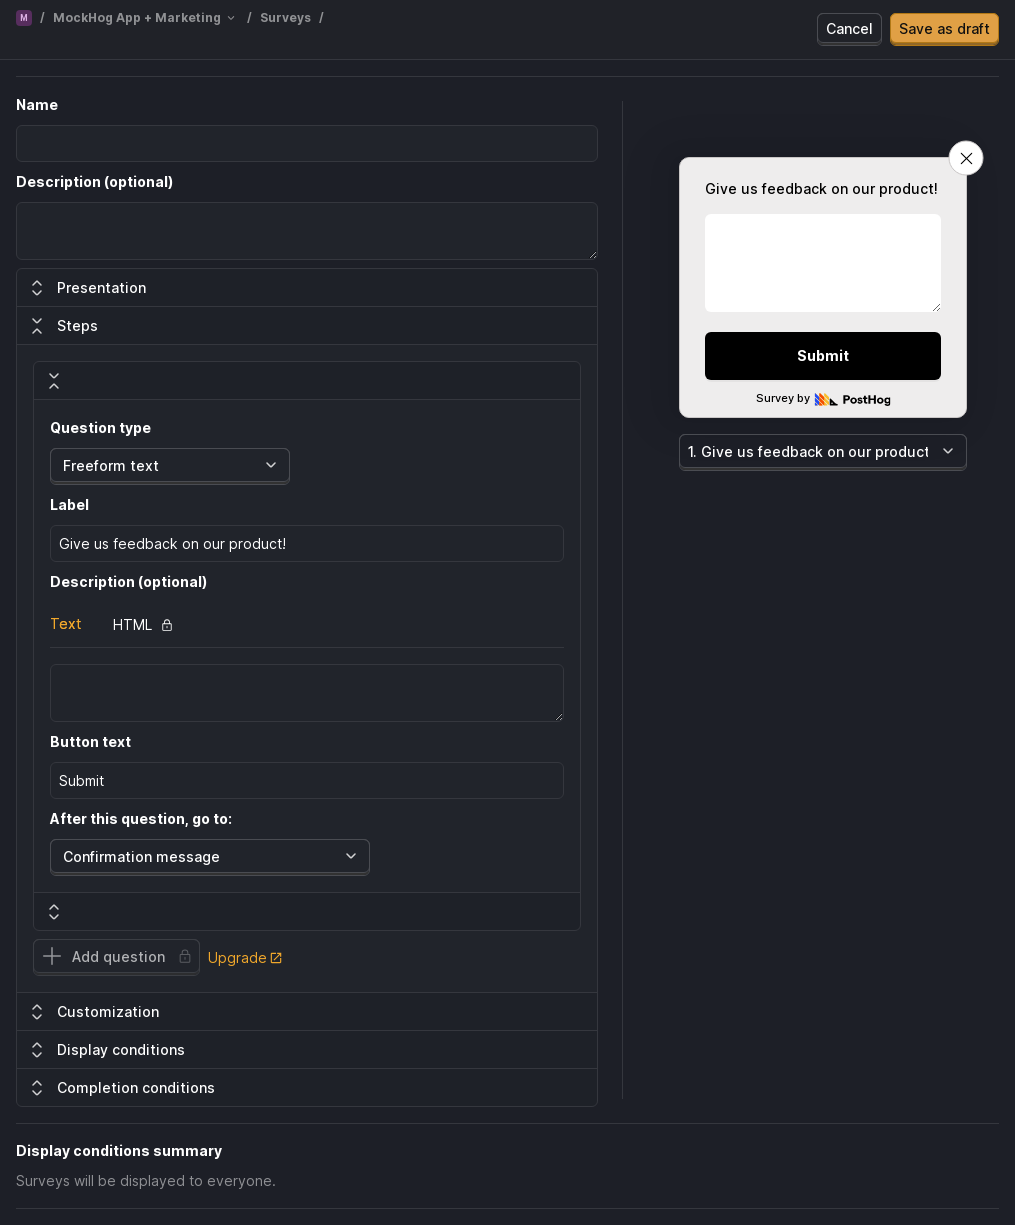 M / MockHog App + Marketing / Surveys /
Cancel
Save as draft
Name
Description (optional)
Presentation
Steps
Question type
Freeform text
Label
Give us feedback on our product!
Description (optional)
Text
HTML
Button text
Submit
After this question, go to:
Confirmation message
Add question
Upgrade
Customization
Display conditions
Completion conditions
Give us feedback on our product!
Submit
Survey by PostHog
1. Give us feedback on our product
Display conditions summary
Surveys will be displayed to everyone.